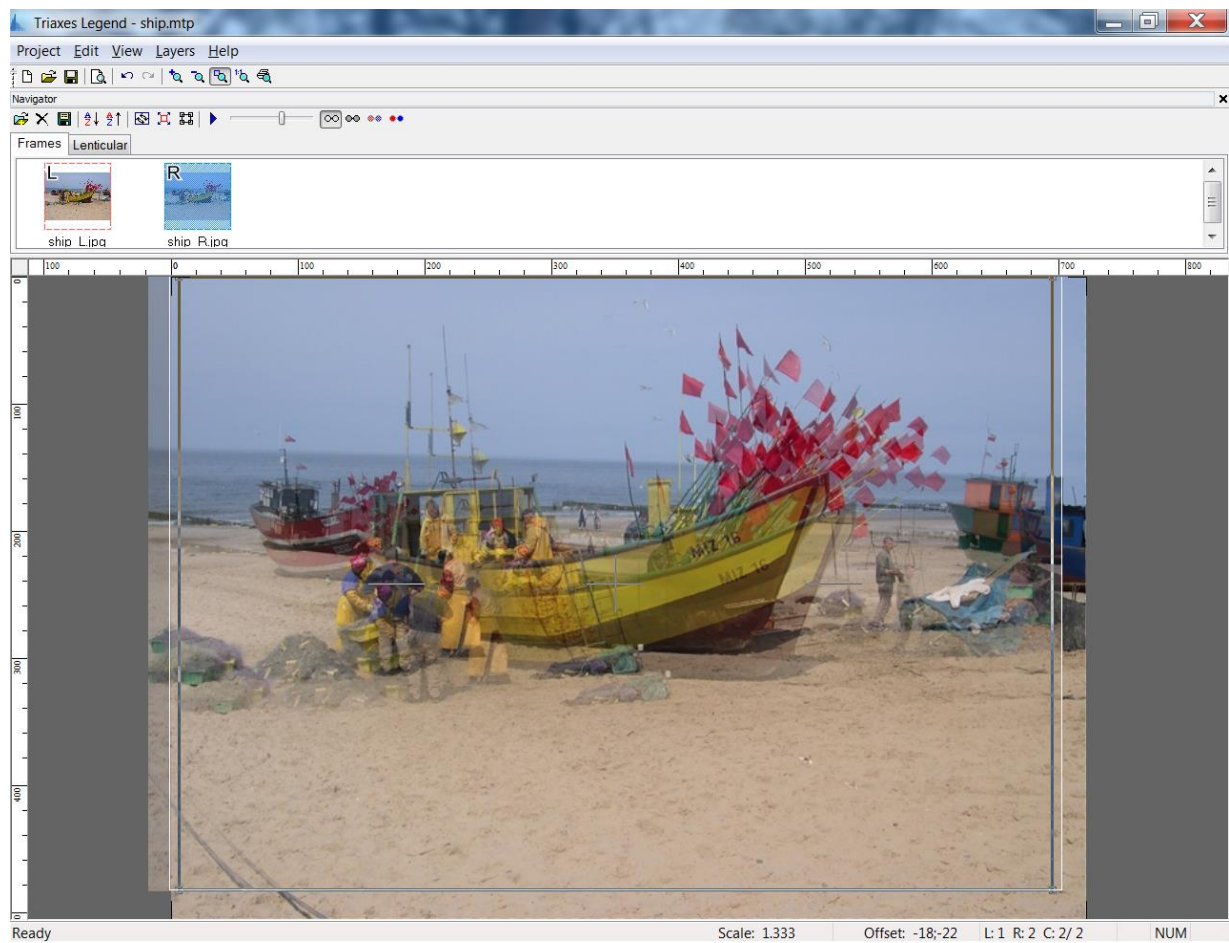 Triaxes Legend - ship.mtp
Project Edit View Layers Help
Navigator
Frames Lenticular
L R
ship_L.jpg ship_R.jpg
100 0 100 200 300 400 500 600 700 800
0
100
200
300
400
MIZ-16
MIZ-16
Ready Scale: 1.333 Offset: -18;-22 L: 1 R: 2 C: 2/ 2 NUM